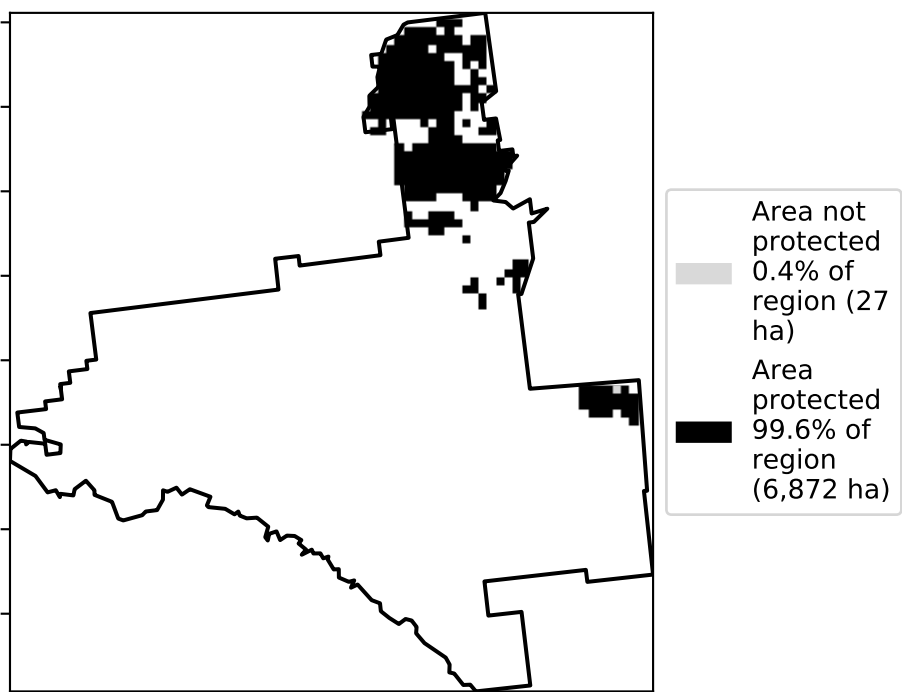 Area not
protected
0.4% of
region (27
ha)
Area
protected
99.6% of
region
(6,872 ha)